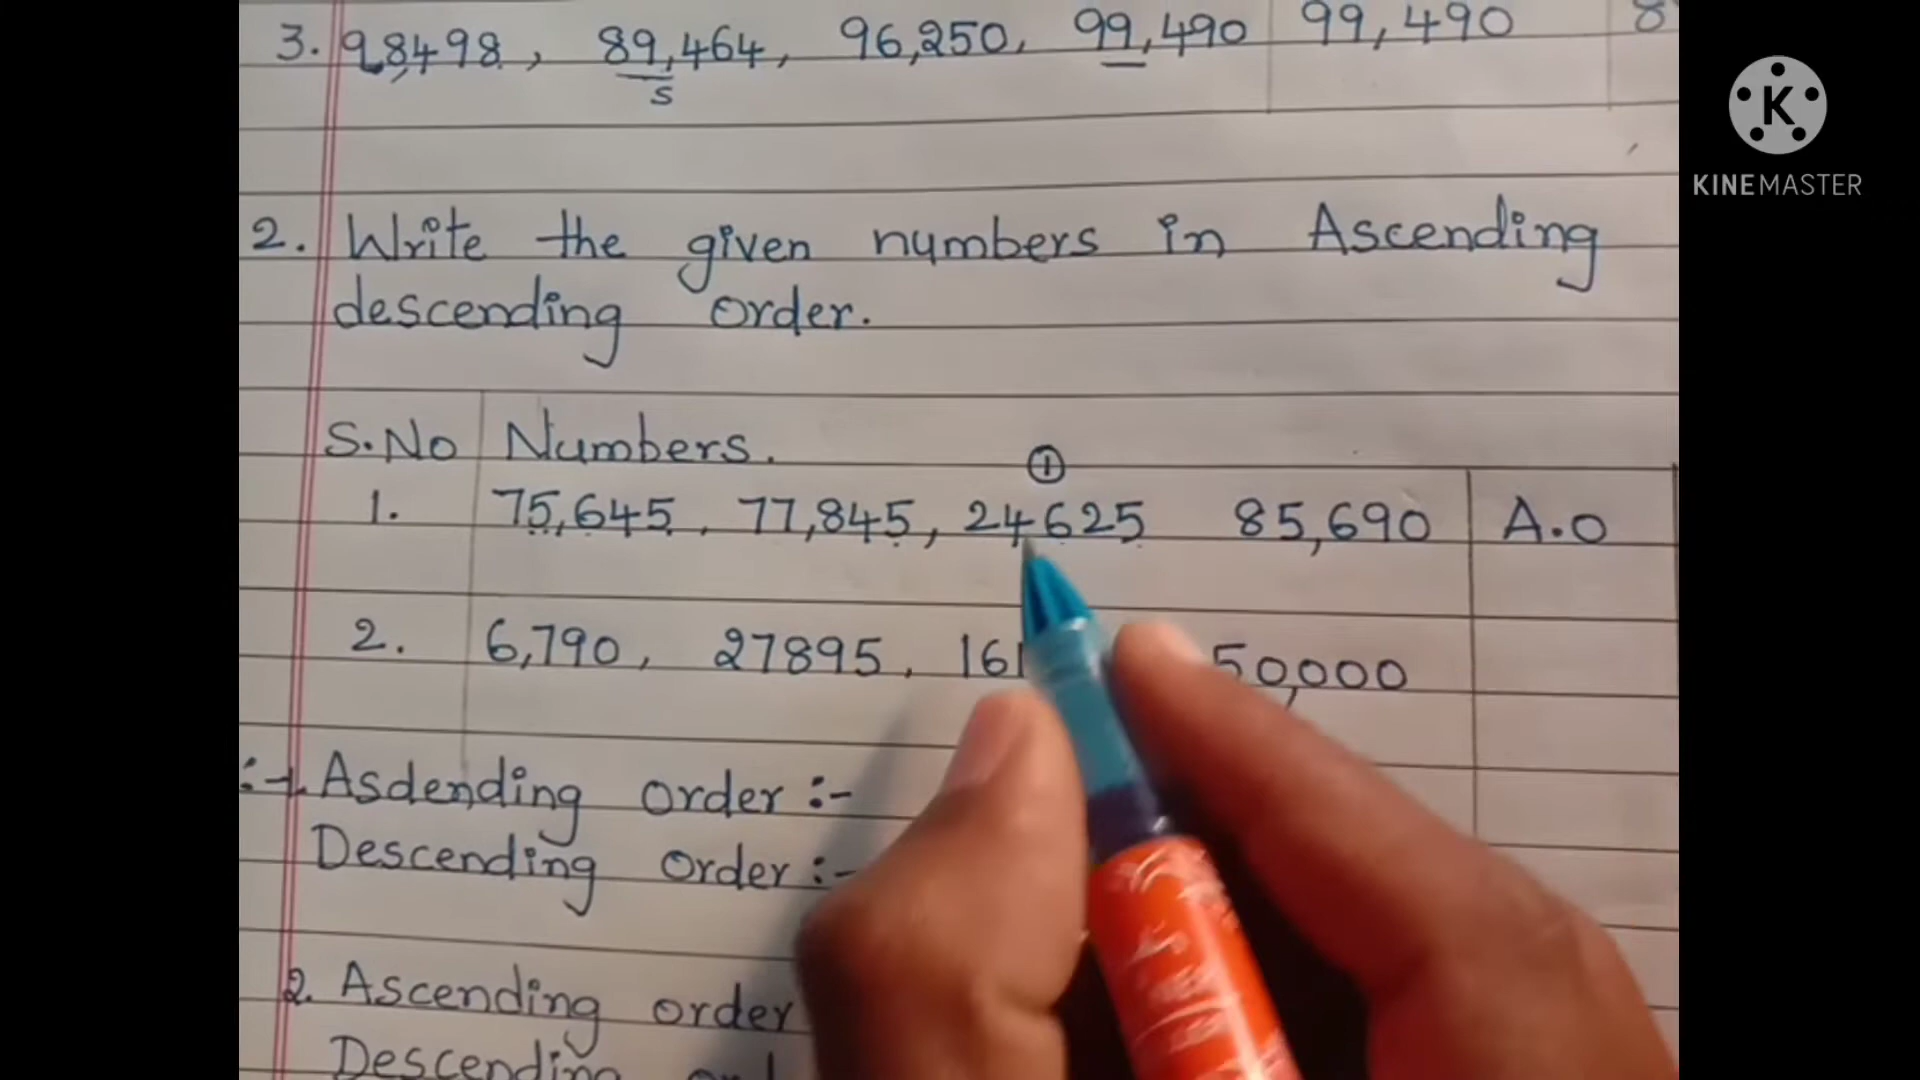 3. 98,498, 89,464, 96,250, 99,490 99,490 8
s
K
KINEMASTER
2. Write the given numbers in Ascending
descending order.
S.No Numbers.
1
1. 75,645, 77,845, 24625 85,690 A.O
2. 6,790, 27895, 50,000
:-1. Asdending order :-
Descending order :-
2. Ascending order
Descending